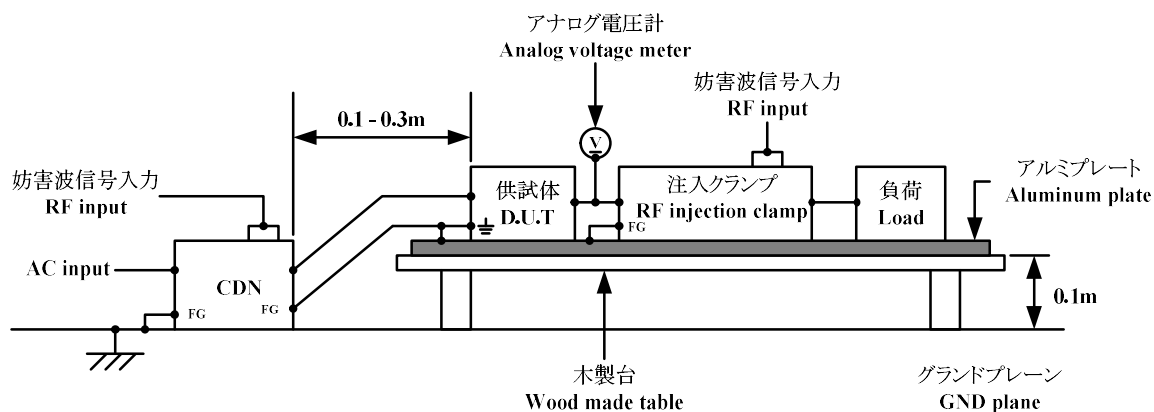 アナログ電圧計
Analog voltage meter
妨害波信号入力
RF input
0.1 - 0.3m
V
妨害波信号入力
RF input
供試体
D.U.T
注入クランプ
RF injection clamp
FG
負荷
Load
アルミプレート
Aluminum plate
AC input
CDN
FG
FG
0.1m
木製台
Wood made table
グランドプレーン
GND plane